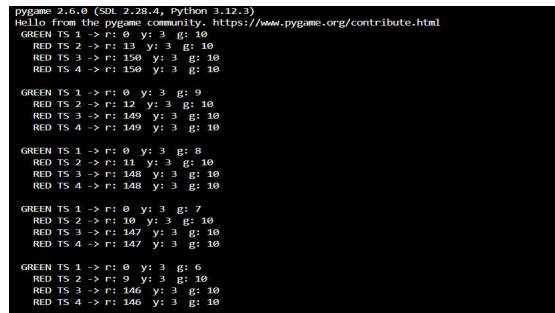 pygame 2.6.0 (SDL 2.28.4, Python 3.12.3)
Hello from the pygame community. https://www.pygame.org/contribute.html
GREEN TS 1 -> r: 0 y: 3 g: 10
RED TS 2 -> r: 13 y: 3 g: 10
RED TS 3 -> r: 150 y: 3 g: 10
RED TS 4 -> r: 150 y: 3 g: 10
GREEN TS 1 -> r: 0 y: 3 g: 9
RED TS 2 -> r: 12 y: 3 g: 10
RED TS 3 -> r: 149 y: 3 g: 10
RED TS 4 -> r: 149 y: 3 g: 10
GREEN TS 1 -> r: 0 y: 3 g: 8
RED TS 2 -> r: 11 y: 3 g: 10
RED TS 3 -> r: 148 y: 3 g: 10
RED TS 4 -> r: 148 y: 3 g: 10
GREEN TS 1 -> r: 0 y: 3 g: 7
RED TS 2 -> r: 10 y: 3 g: 10
RED TS 3 -> r: 147 y: 3 g: 10
RED TS 4 -> r: 147 y: 3 g: 10
GREEN TS 1 -> r: 0 y: 3 g: 6
RED TS 2 -> r: 9 y: 3 g: 10
RED TS 3 -> r: 146 y: 3 g: 10
RED TS 4 -> r: 146 y: 3 g: 10